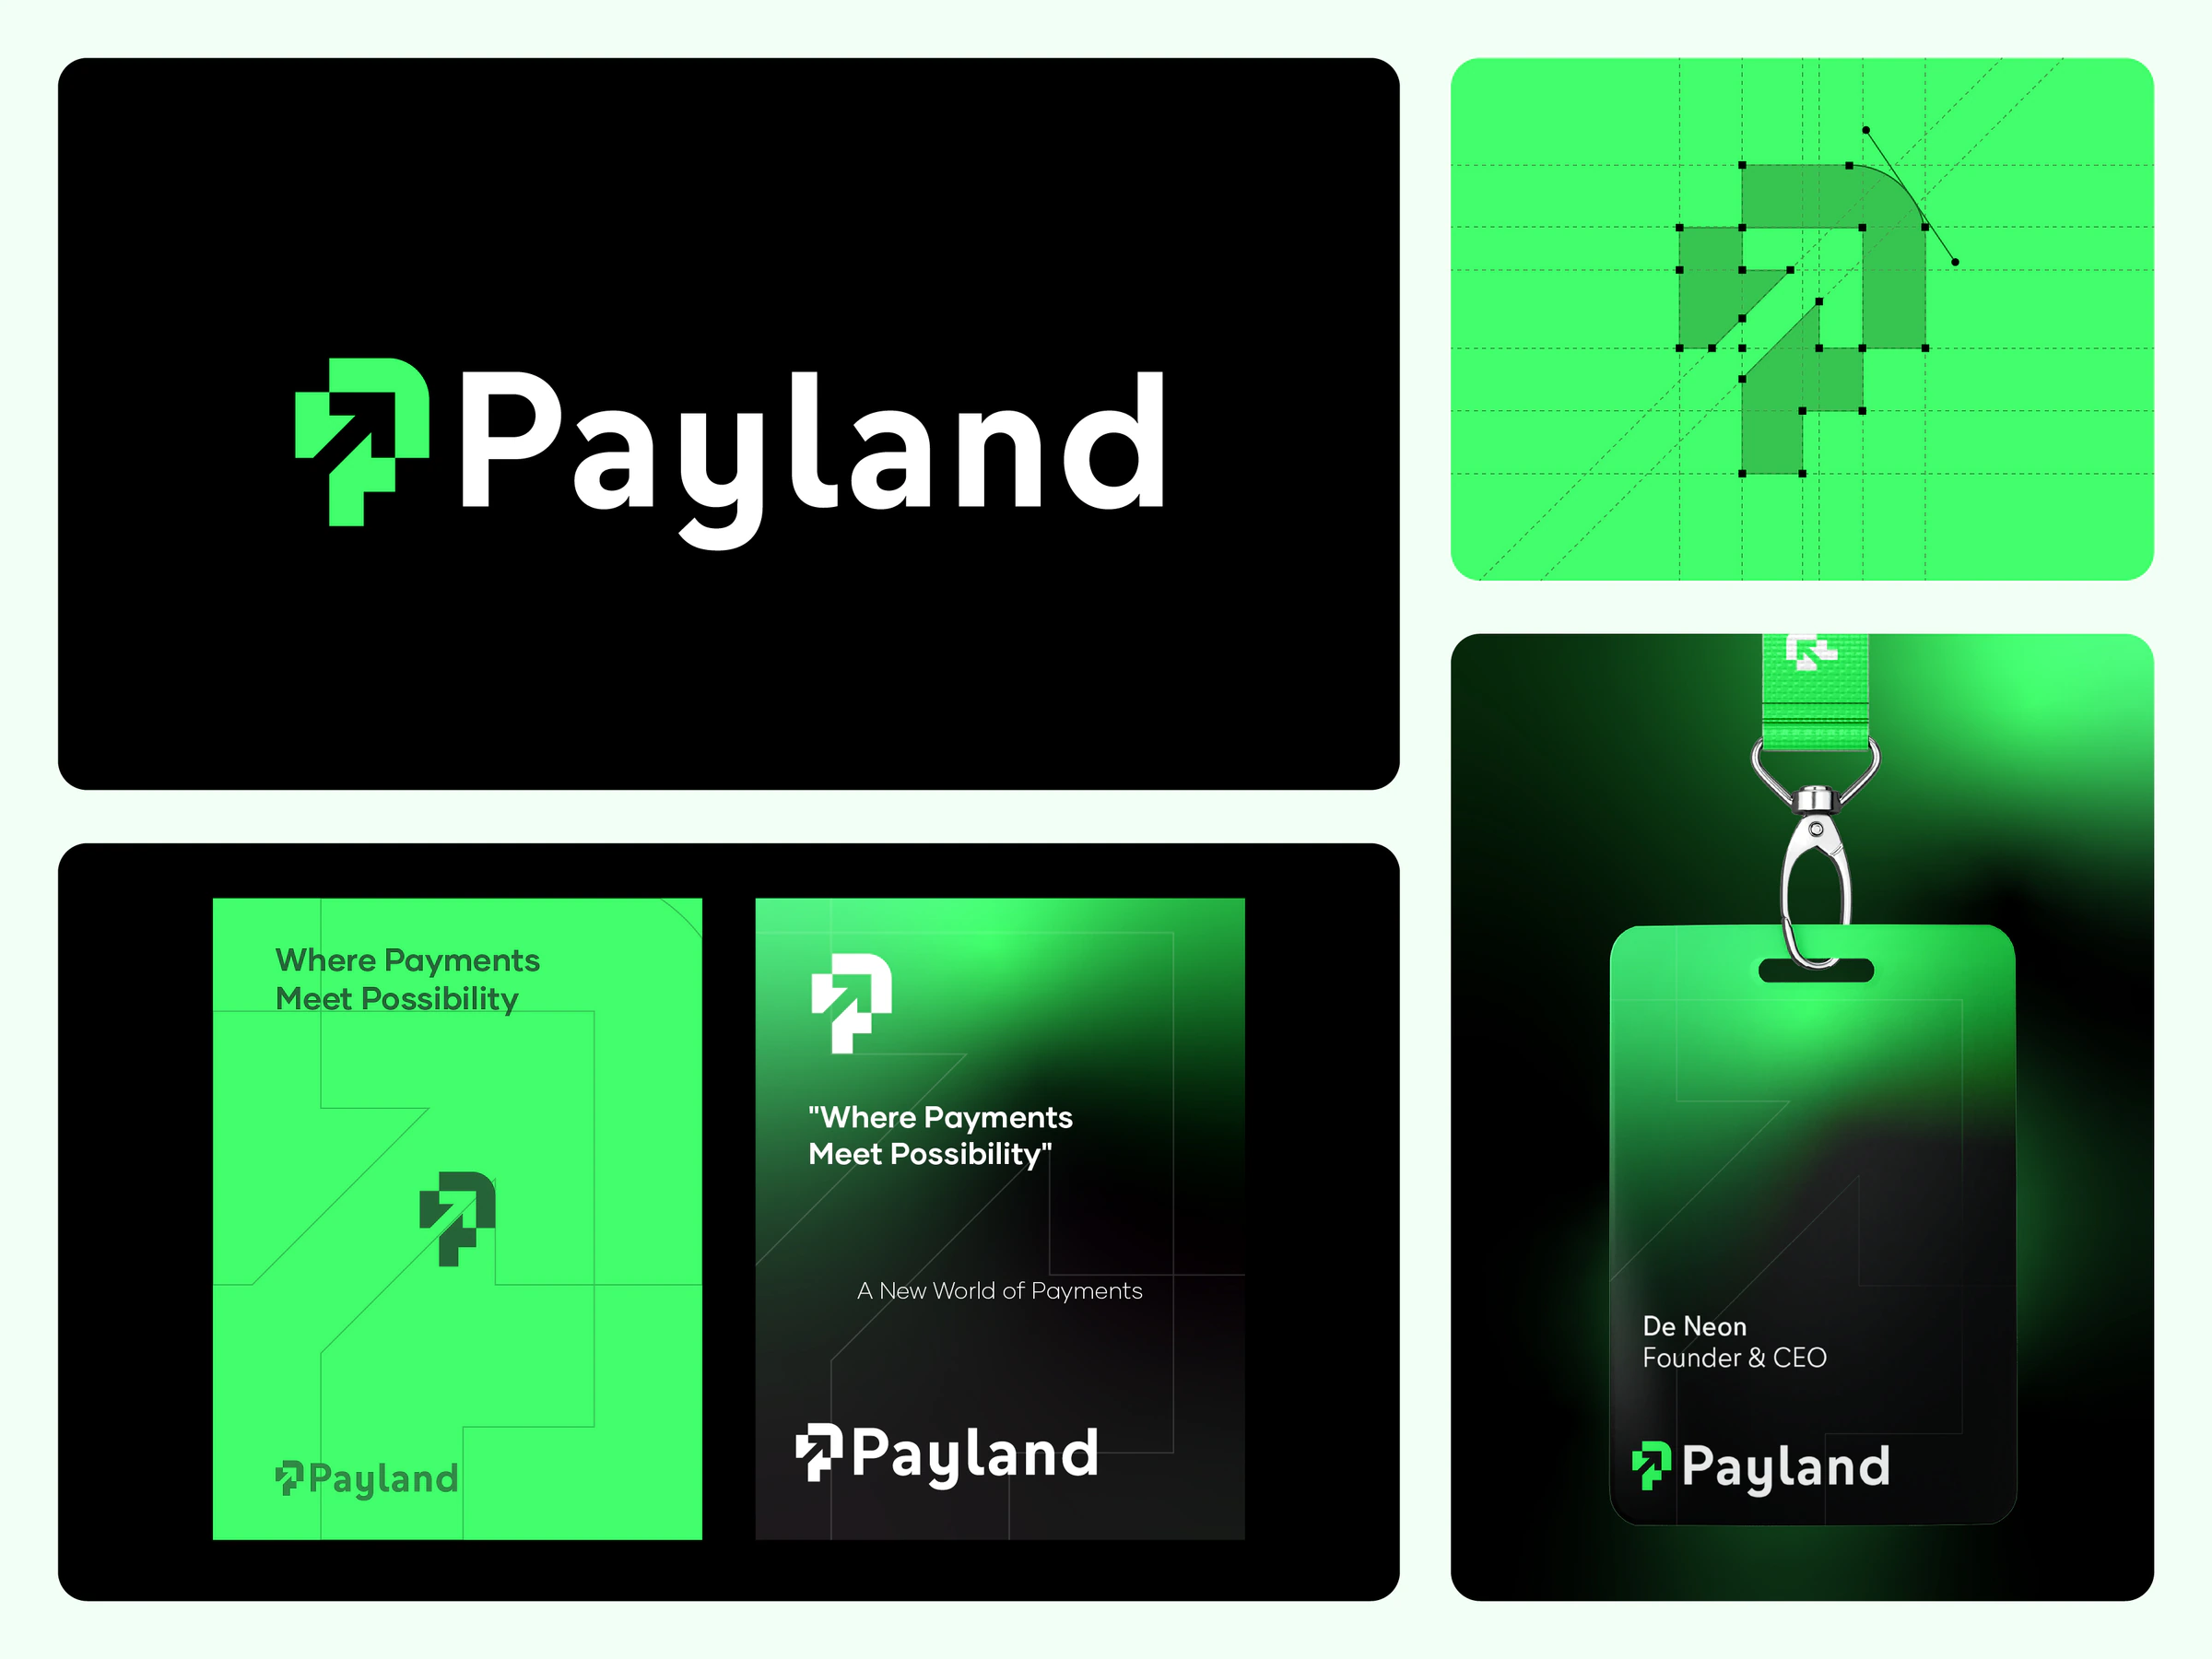 Payland
Where Payments
Meet Possibility
Payland
"Where Payments
Meet Possibility"
A New World of Payments
Payland
De Neon
Founder & CEO
Payland